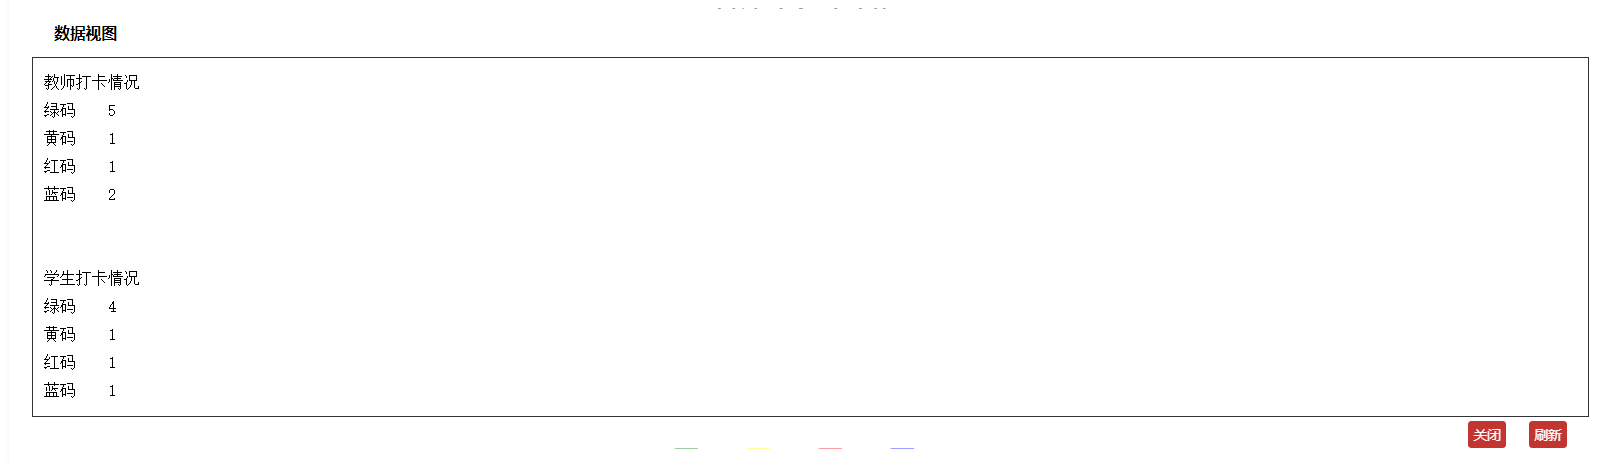 数据视图
教师打卡情况
绿码 5
黄码 1
红码 1
蓝码 2
学生打卡情况
绿码 4
黄码 1
红码 1
蓝码 1
关闭 刷新